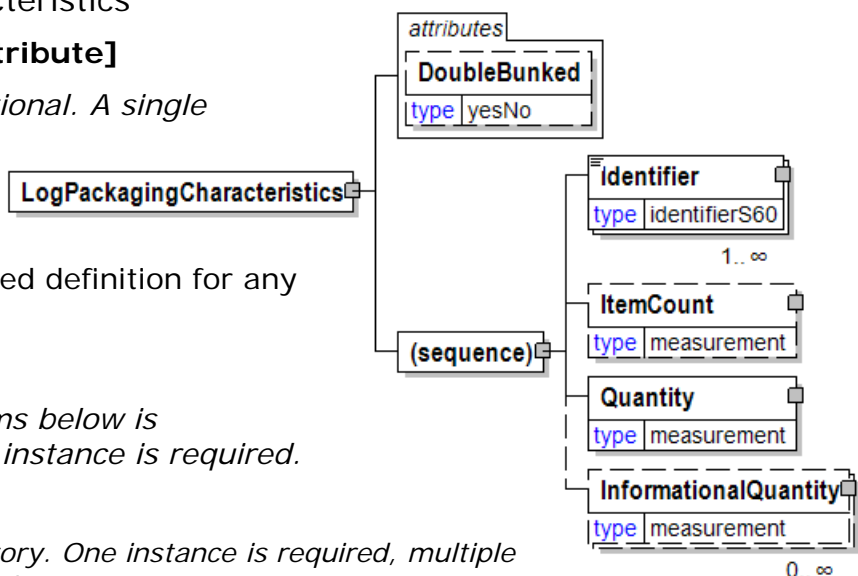 tribute]
ional. A single
ed definition for any
ms below is
instance is required.
ory. One instance is required, multiple
LogPackagingCharacteristics
attributes
DoubleBunked
type yesNo
(sequence)
Identifier
type identifierS60
1..∞
ItemCount
type measurement
Quantity
type measurement
InformationalQuantity
type measurement
0..∞